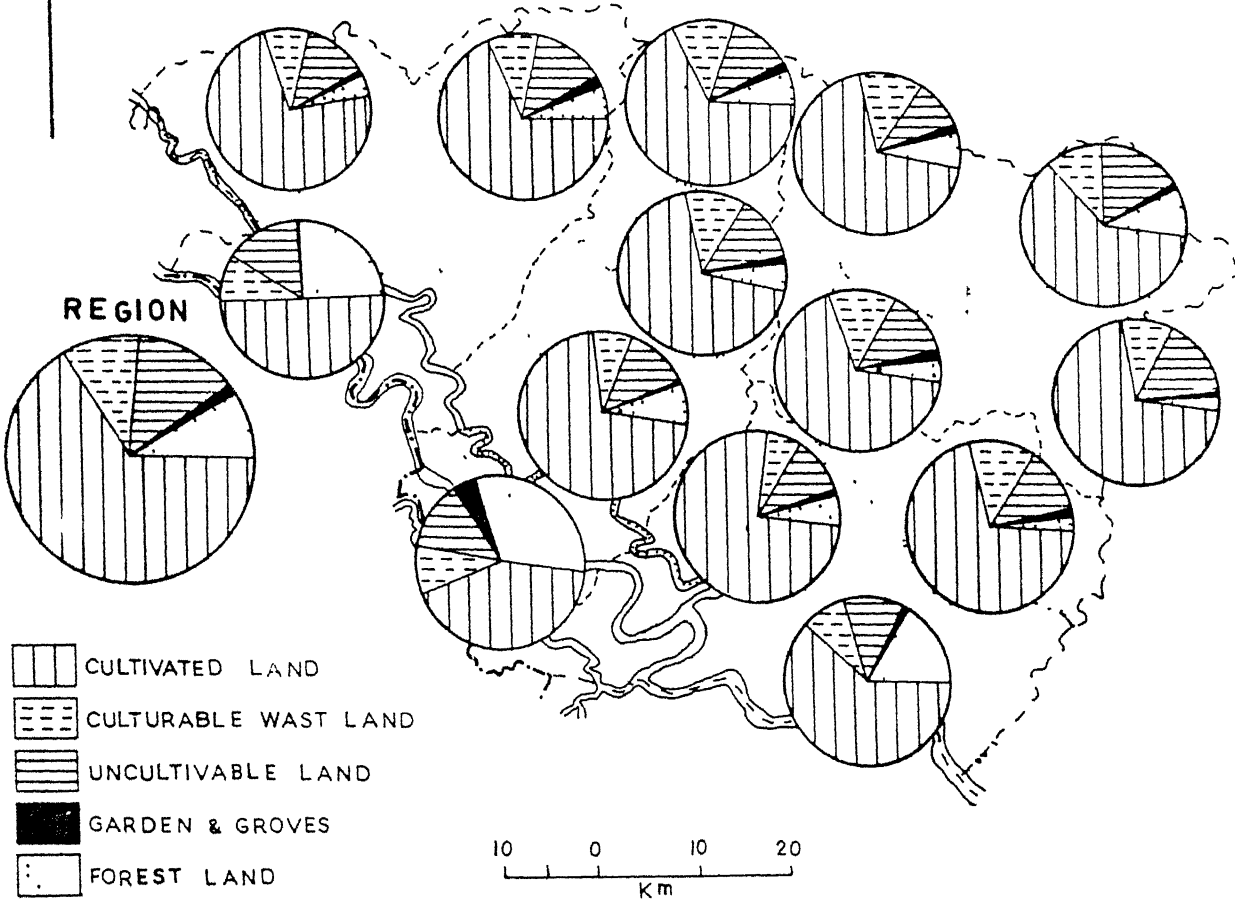 REGION
CULTIVATED LAND
CULTURABLE WAST LAND
UNCULTIVABLE LAND
GARDEN & GROVES
FOREST LAND
10 0 10 20
Km